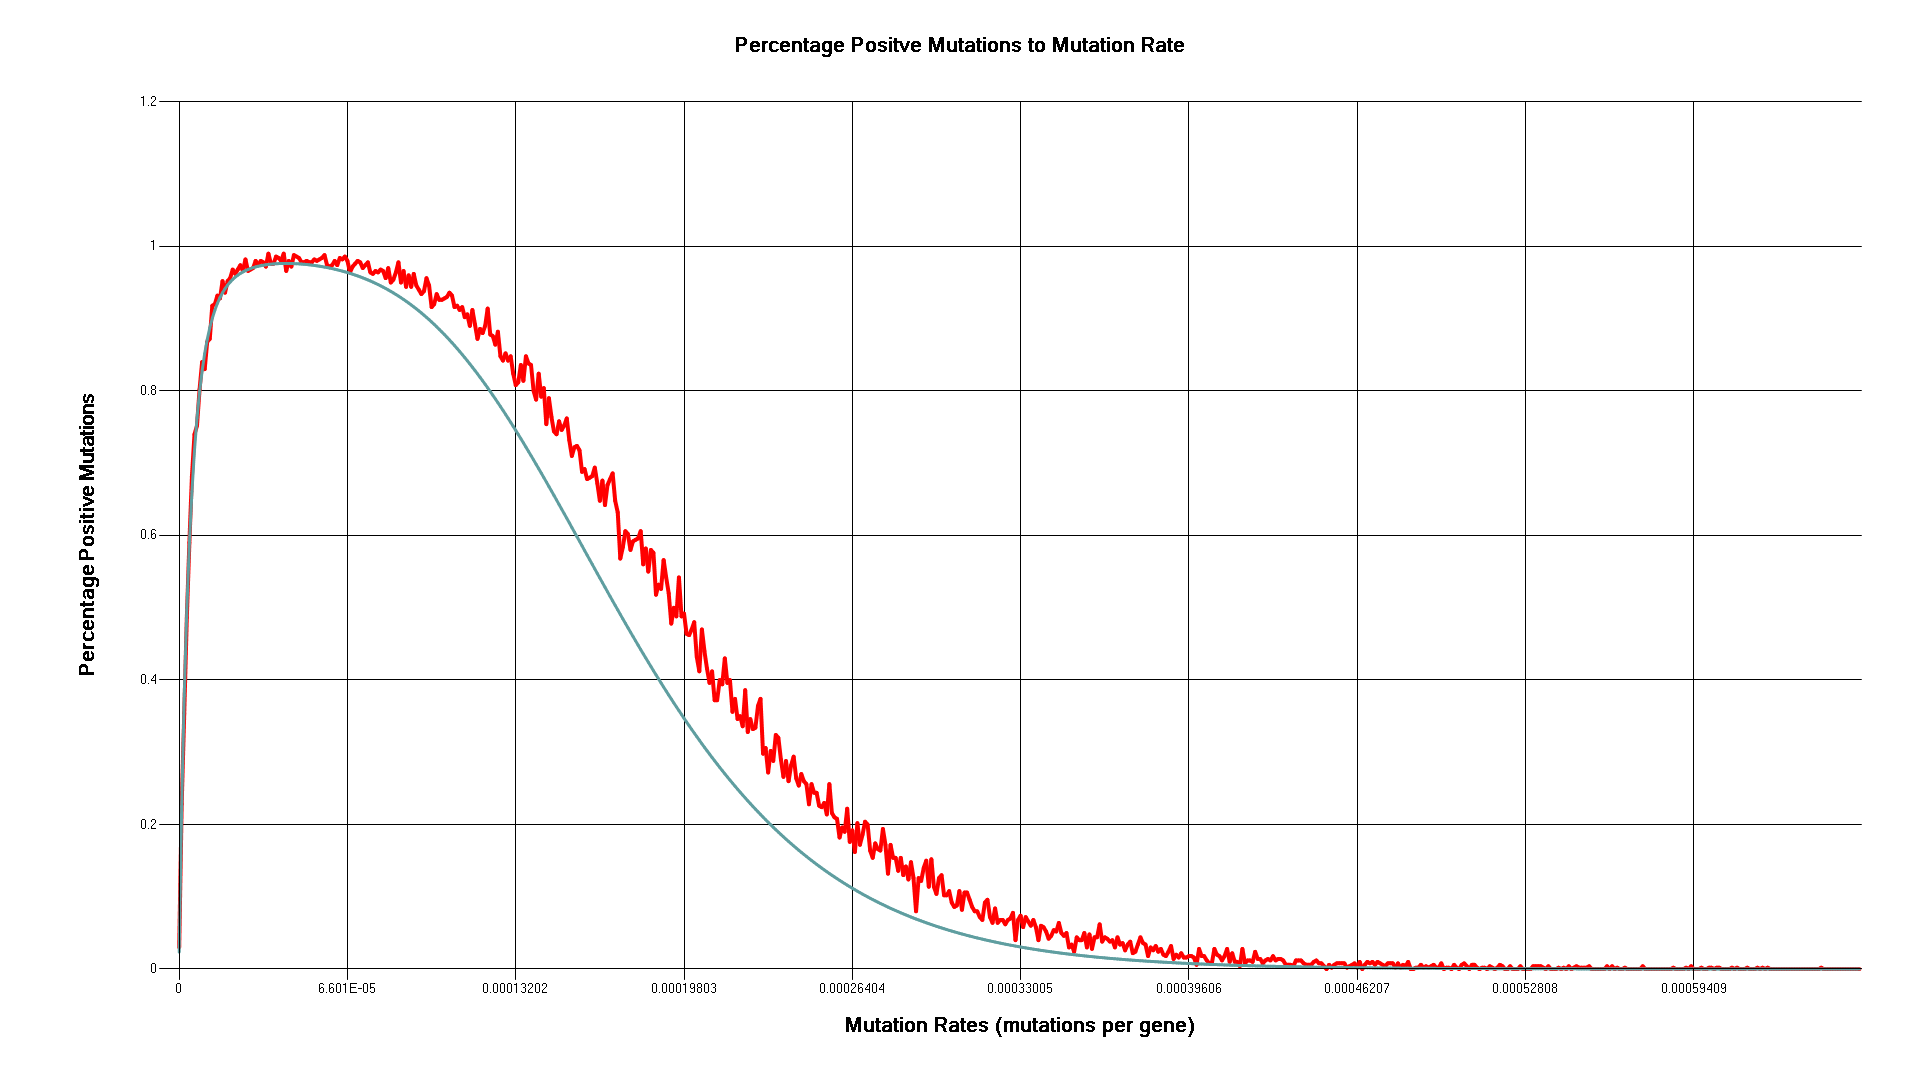 Percentage Positve Mutations to Mutation Rate
1.2
1
0.8
0.6
0.4
0.2
0
Percentage Positive Mutations
0 6.601E-05 0.00013202 0.00019803 0.00026404 0.00033005 0.00039606 0.00046207 0.00052808 0.00059409
Mutation Rates (mutations per gene)